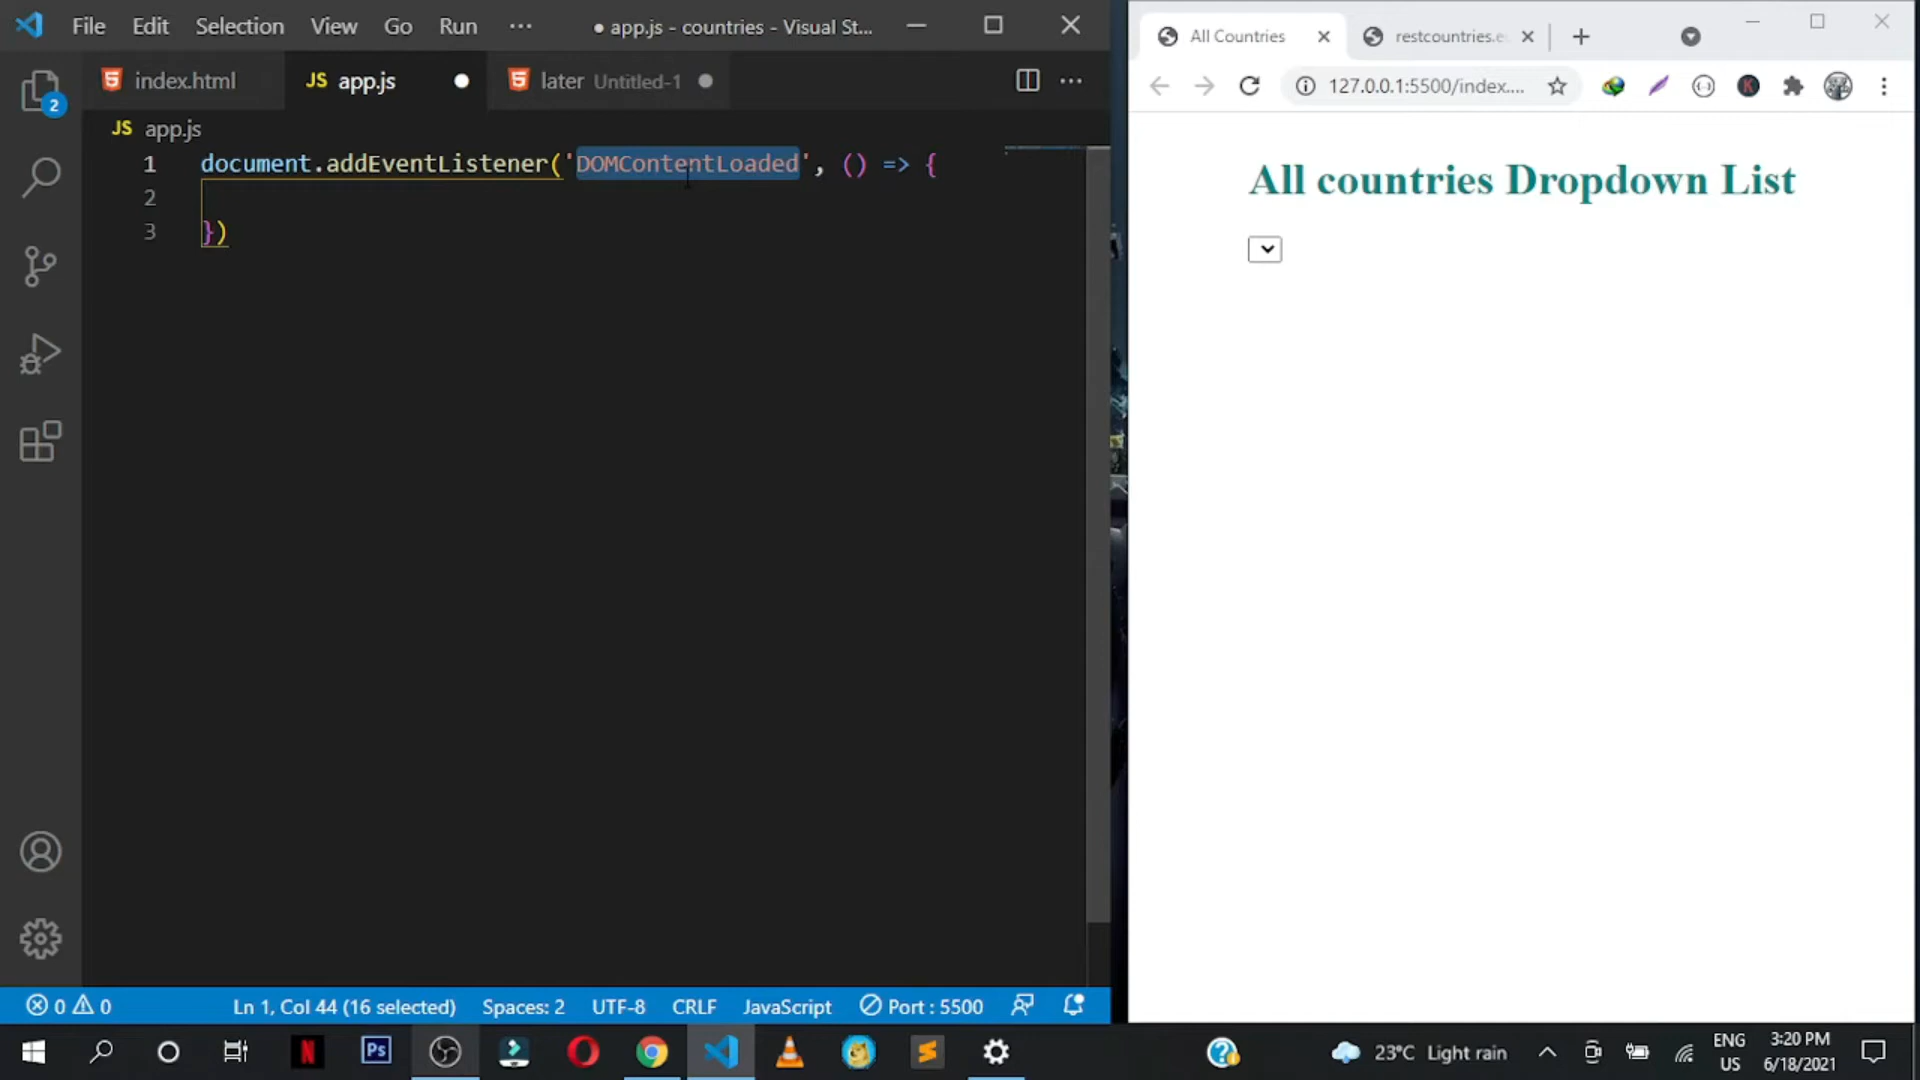 File Edit Selection View Go Run ··· ● app.js - countries - Visual St...
index.html JS app.js later Untitled-1
JS app.js
1 document.addEventListener('DOMContentLoaded', () => {
2
3 })
2
0 0 Ln 1, Col 44 (16 selected) Spaces: 2 UTF-8 CRLF JavaScript Port : 5500
All Countries restcountries.e
127.0.0.1:5500/index....
All countries Dropdown List
N Ps S K
23°C Light rain
ENG
US
3:20 PM
6/18/2021